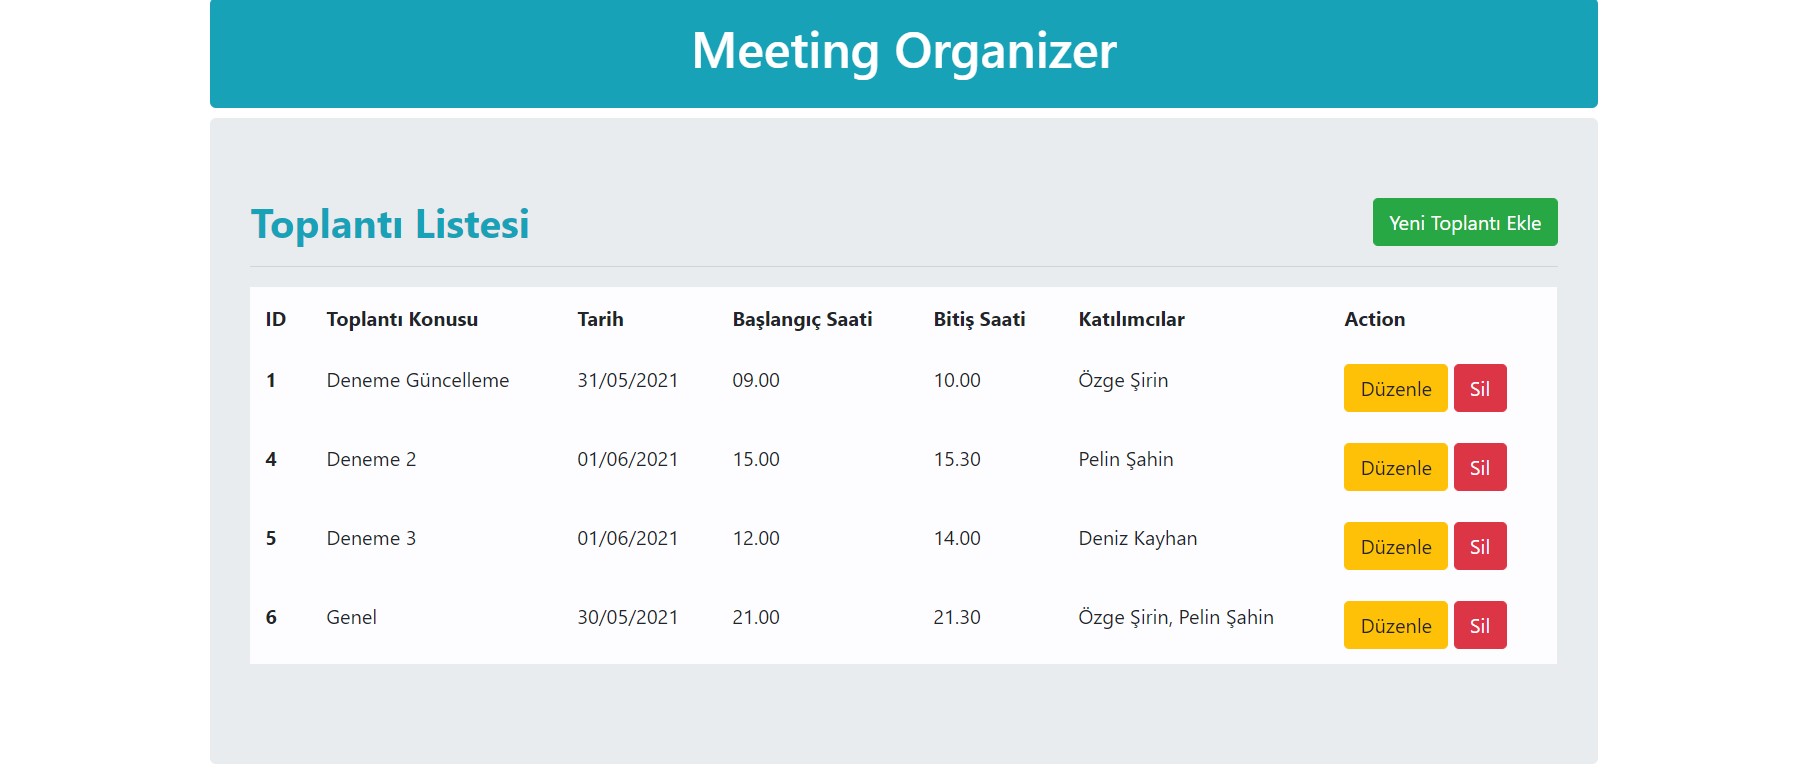 Meeting Organizer
Toplantı Listesi
Yeni Toplantı Ekle
ID Toplantı Konusu Tarih Başlangıç Saati Bitiş Saati Katılımcılar Action
1 Deneme Güncelleme 31/05/2021 09.00 10.00 Özge Şirin Düzenle Sil
4 Deneme 2 01/06/2021 15.00 15.30 Pelin Şahin Düzenle Sil
5 Deneme 3 01/06/2021 12.00 14.00 Deniz Kayhan Düzenle Sil
6 Genel 30/05/2021 21.00 21.30 Özge Şirin, Pelin Şahin Düzenle Sil